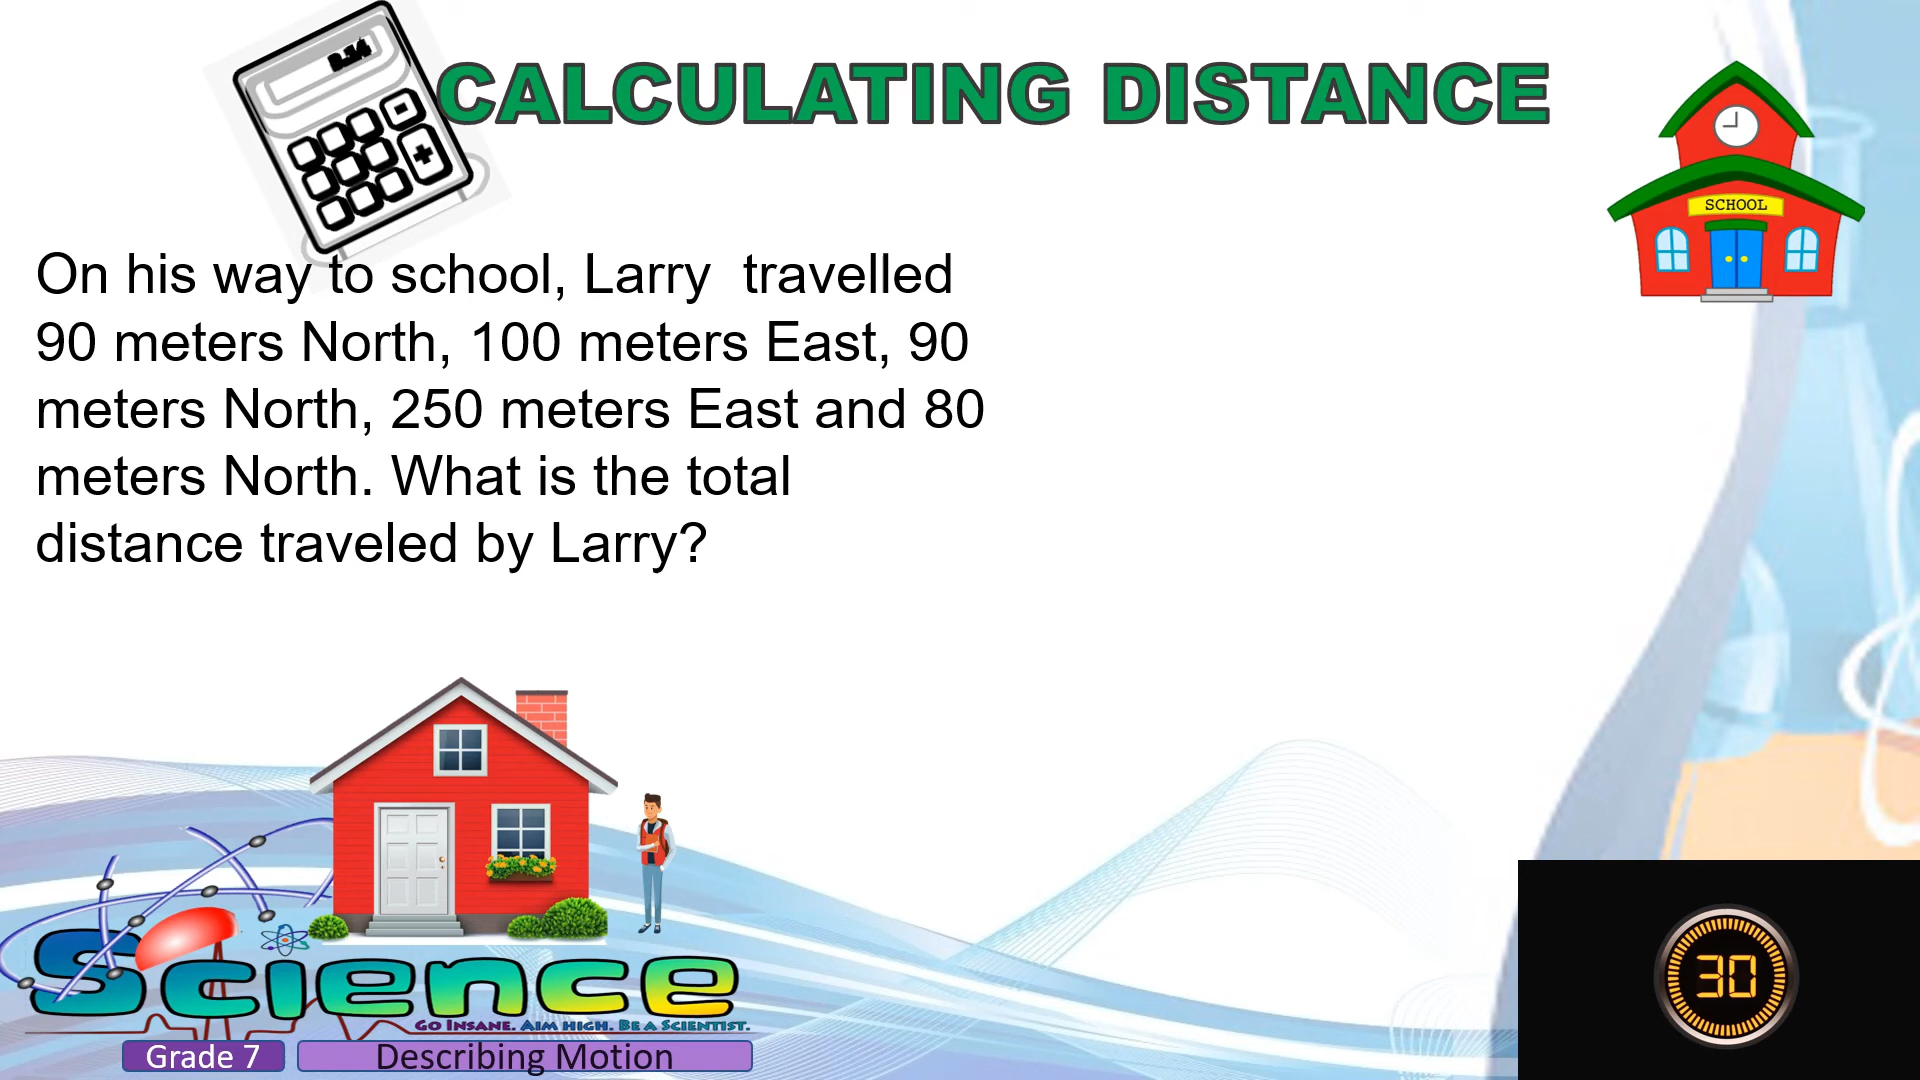 CALCULATING DISTANCE
SCHOOL
On his way to school, Larry  travelled
90 meters North, 100 meters East, 90
meters North, 250 meters East and 80
meters North. What is the total
distance traveled by Larry?
Science
GO INSANE. AIM HIGH. BE A SCIENTIST.
Grade 7
Describing Motion
30